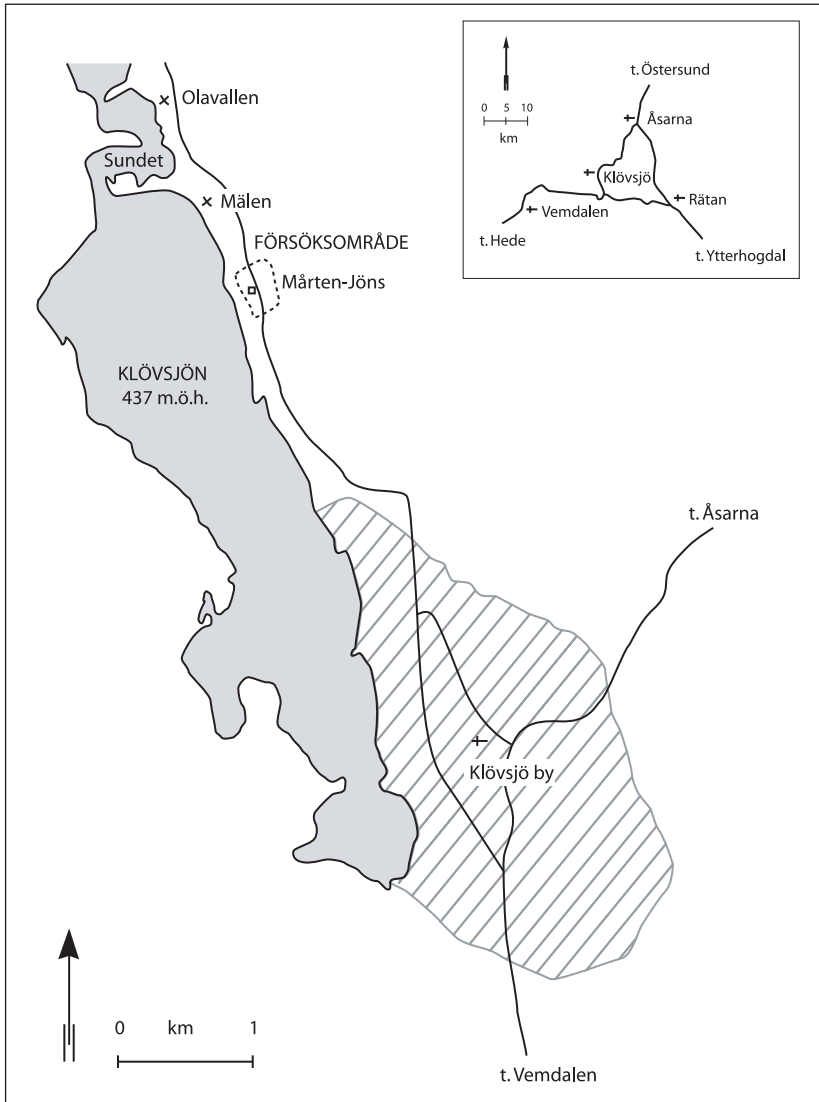 Olavallen
Sundet
Mälen
FÖRSÖKSOMRÅDE
Mårten-Jöns
KLÖVSJÖN
437 m.ö.h.
t. Åsarna
Klövsjö by
t. Vemdalen
0 km 1
t. Östersund
0 5 10
km
Åsarna
Klövsjö
Rätan
Vemdalen
t. Hede
t. Ytterhogdal